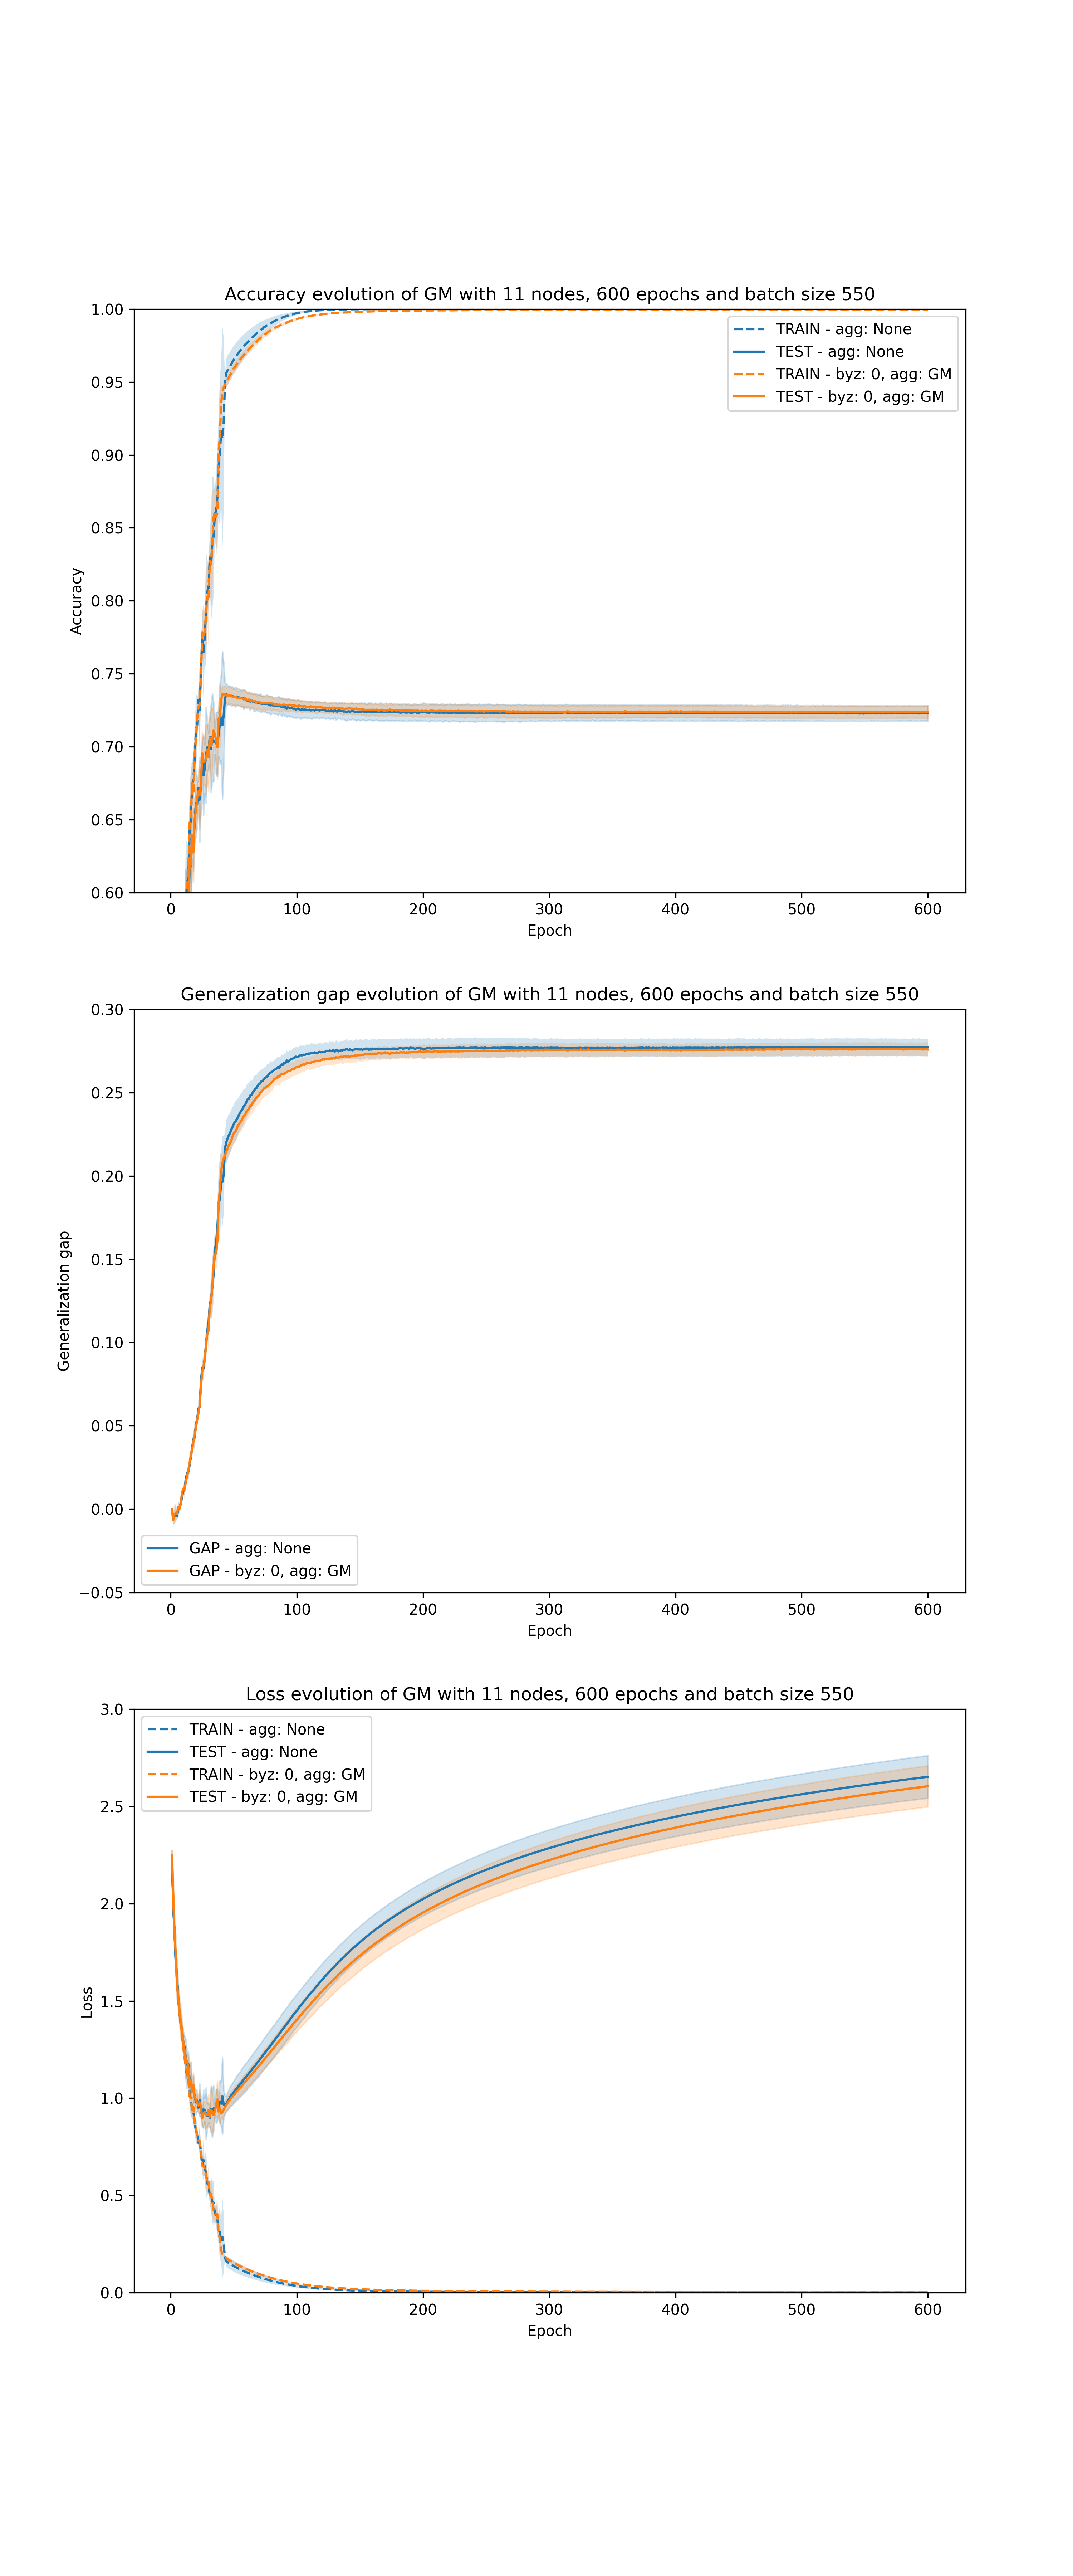 Accuracy evolution of GM with 11 nodes, 600 epochs and batch size 550
1.00
0.95
0.90
0.85
0.80
0.75
0.70
0.65
0.60
Accuracy
TRAIN - agg: None
TEST - agg: None
TRAIN - byz: 0, agg: GM
TEST - byz: 0, agg: GM
0 100 200 300 400 500 600
Epoch
Generalization gap evolution of GM with 11 nodes, 600 epochs and batch size 550
0.30
0.25
0.20
0.15
0.10
0.05
0.00
−0.05
Generalization gap
GAP - agg: None
GAP - byz: 0, agg: GM
0 100 200 300 400 500 600
Epoch
Loss evolution of GM with 11 nodes, 600 epochs and batch size 550
3.0
2.5
2.0
1.5
1.0
0.5
0.0
Loss
TRAIN - agg: None
TEST - agg: None
TRAIN - byz: 0, agg: GM
TEST - byz: 0, agg: GM
0 100 200 300 400 500 600
Epoch